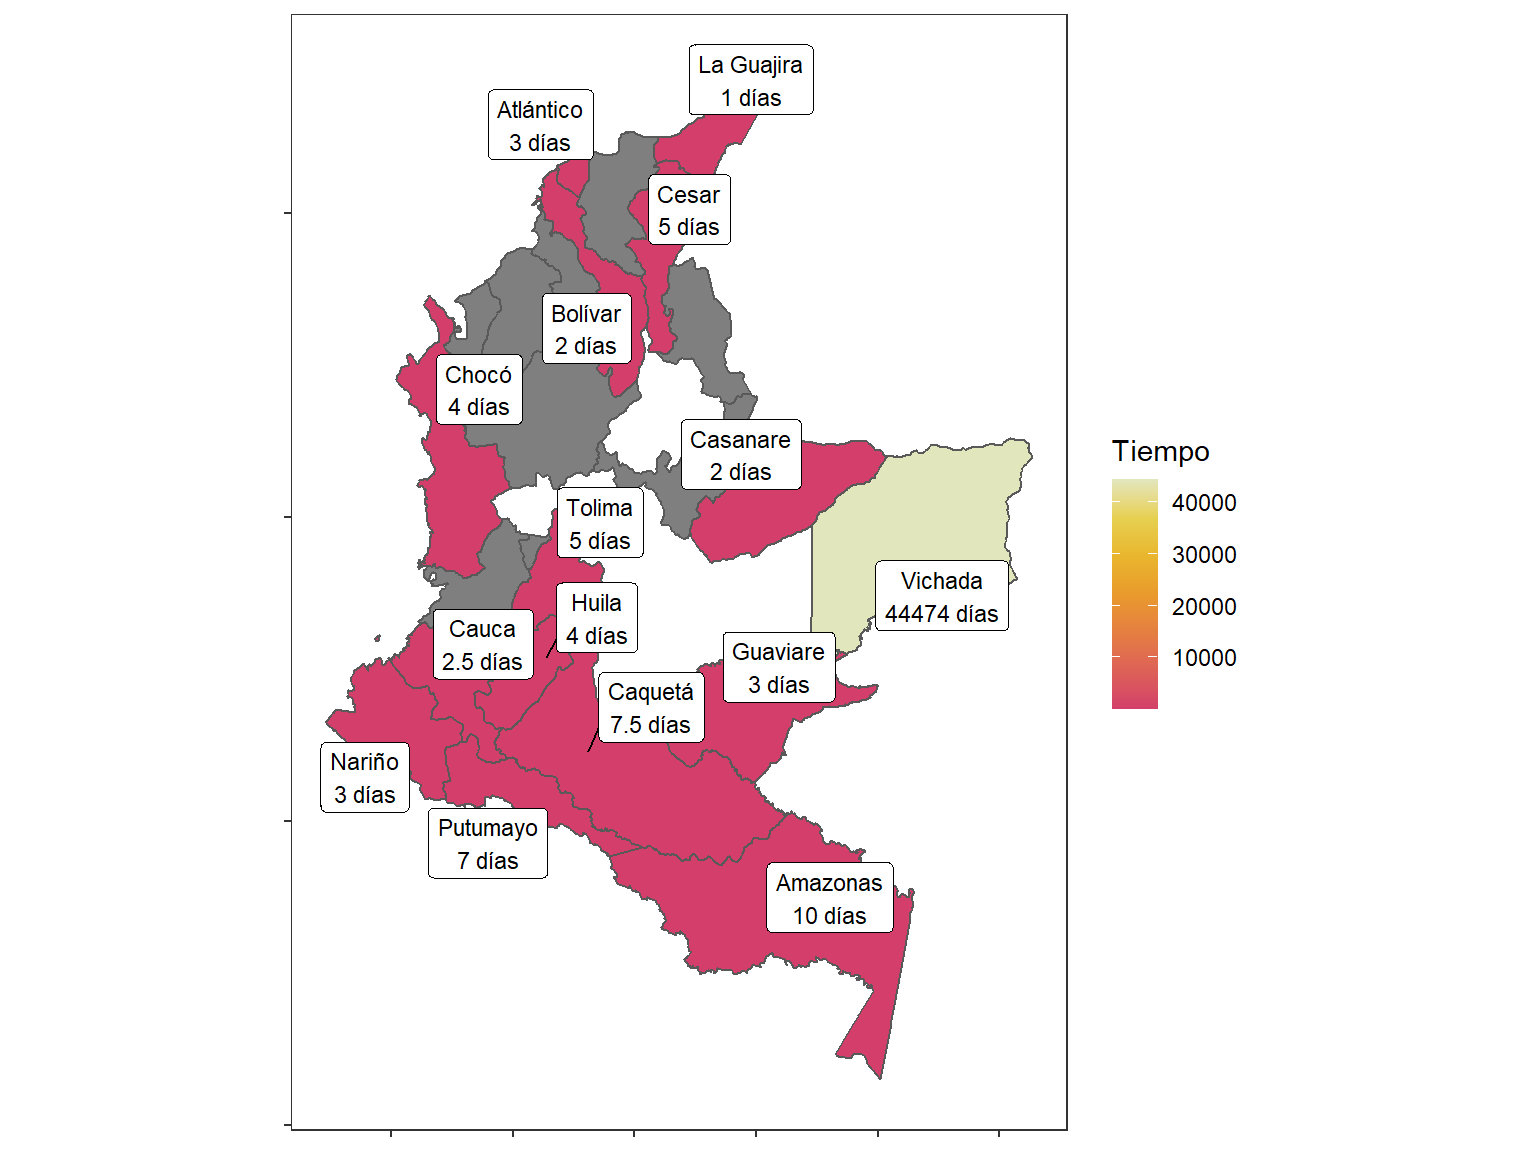 La Guajira
1 días
Atlántico
3 días
Cesar
5 días
Bolívar
2 días
Chocó
4 días
Casanare
2 días
Tolima
5 días
Vichada
44474 días
Huila
4 días
Cauca
2.5 días
Guaviare
3 días
Caquetá
7.5 días
Nariño
3 días
Putumayo
7 días
Amazonas
10 días
Tiempo
40000
30000
20000
10000